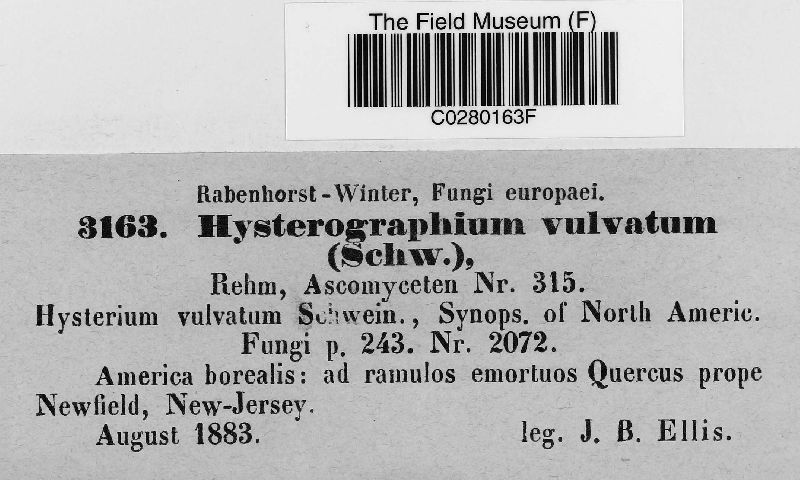 The Field Museum (F)
C0280163F
Rabenhorst-Winter, Fungi europaei.
3163. Hysterographium vulvatum
(Schw.),
Rehm, Ascomyceten Nr. 315.
Hysterium vulvatum Schwein., Synops. of North Americ.
Fungi p. 243. Nr. 2072.
America borealis: ad ramulos emortuos Quercus prope
Newfield, New-Jersey.
August 1883. leg. J. B. Ellis.